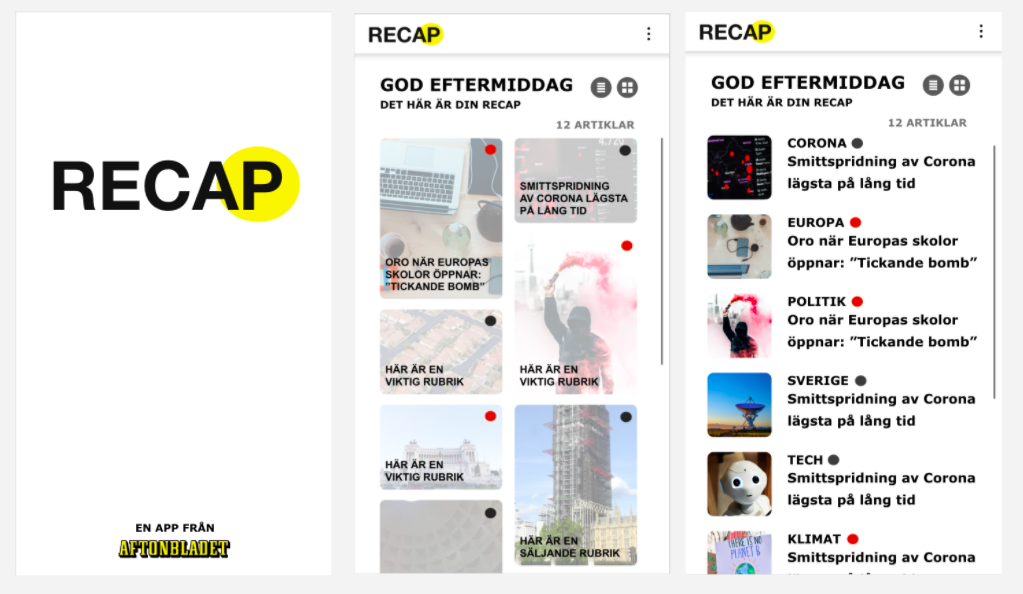 RECAP
EN APP FRÅN
AFTONBLADET
RECAP
GOD EFTERMIDDAG
DET HÄR ÄR DIN RECAP
12 ARTIKLAR
ORO NÄR EUROPAS
SKOLOR ÖPPNAR:
”TICKANDE BOMB”
SMITTSPRIDNING
AV CORONA LÄGSTA
PÅ LÅNG TID
HÄR ÄR EN
VIKTIG RUBRIK
HÄR ÄR EN
VIKTIG RUBRIK
HÄR ÄR EN
VIKTIG RUBRIK
HÄR ÄR EN
SÄLJANDE RUBRIK
RECAP
GOD EFTERMIDDAG
DET HÄR ÄR DIN RECAP
12 ARTIKLAR
CORONA
Smittspridning av Corona
lägsta på lång tid
EUROPA
Oro när Europas skolor
öppnar: ”Tickande bomb”
POLITIK
Oro när Europas skolor
öppnar: ”Tickande bomb”
SVERIGE
Smittspridning av Corona
lägsta på lång tid
TECH
Smittspridning av Corona
lägsta på lång tid
KLIMAT
Smittspridning av Corona
THERE IS NO
PLANET B